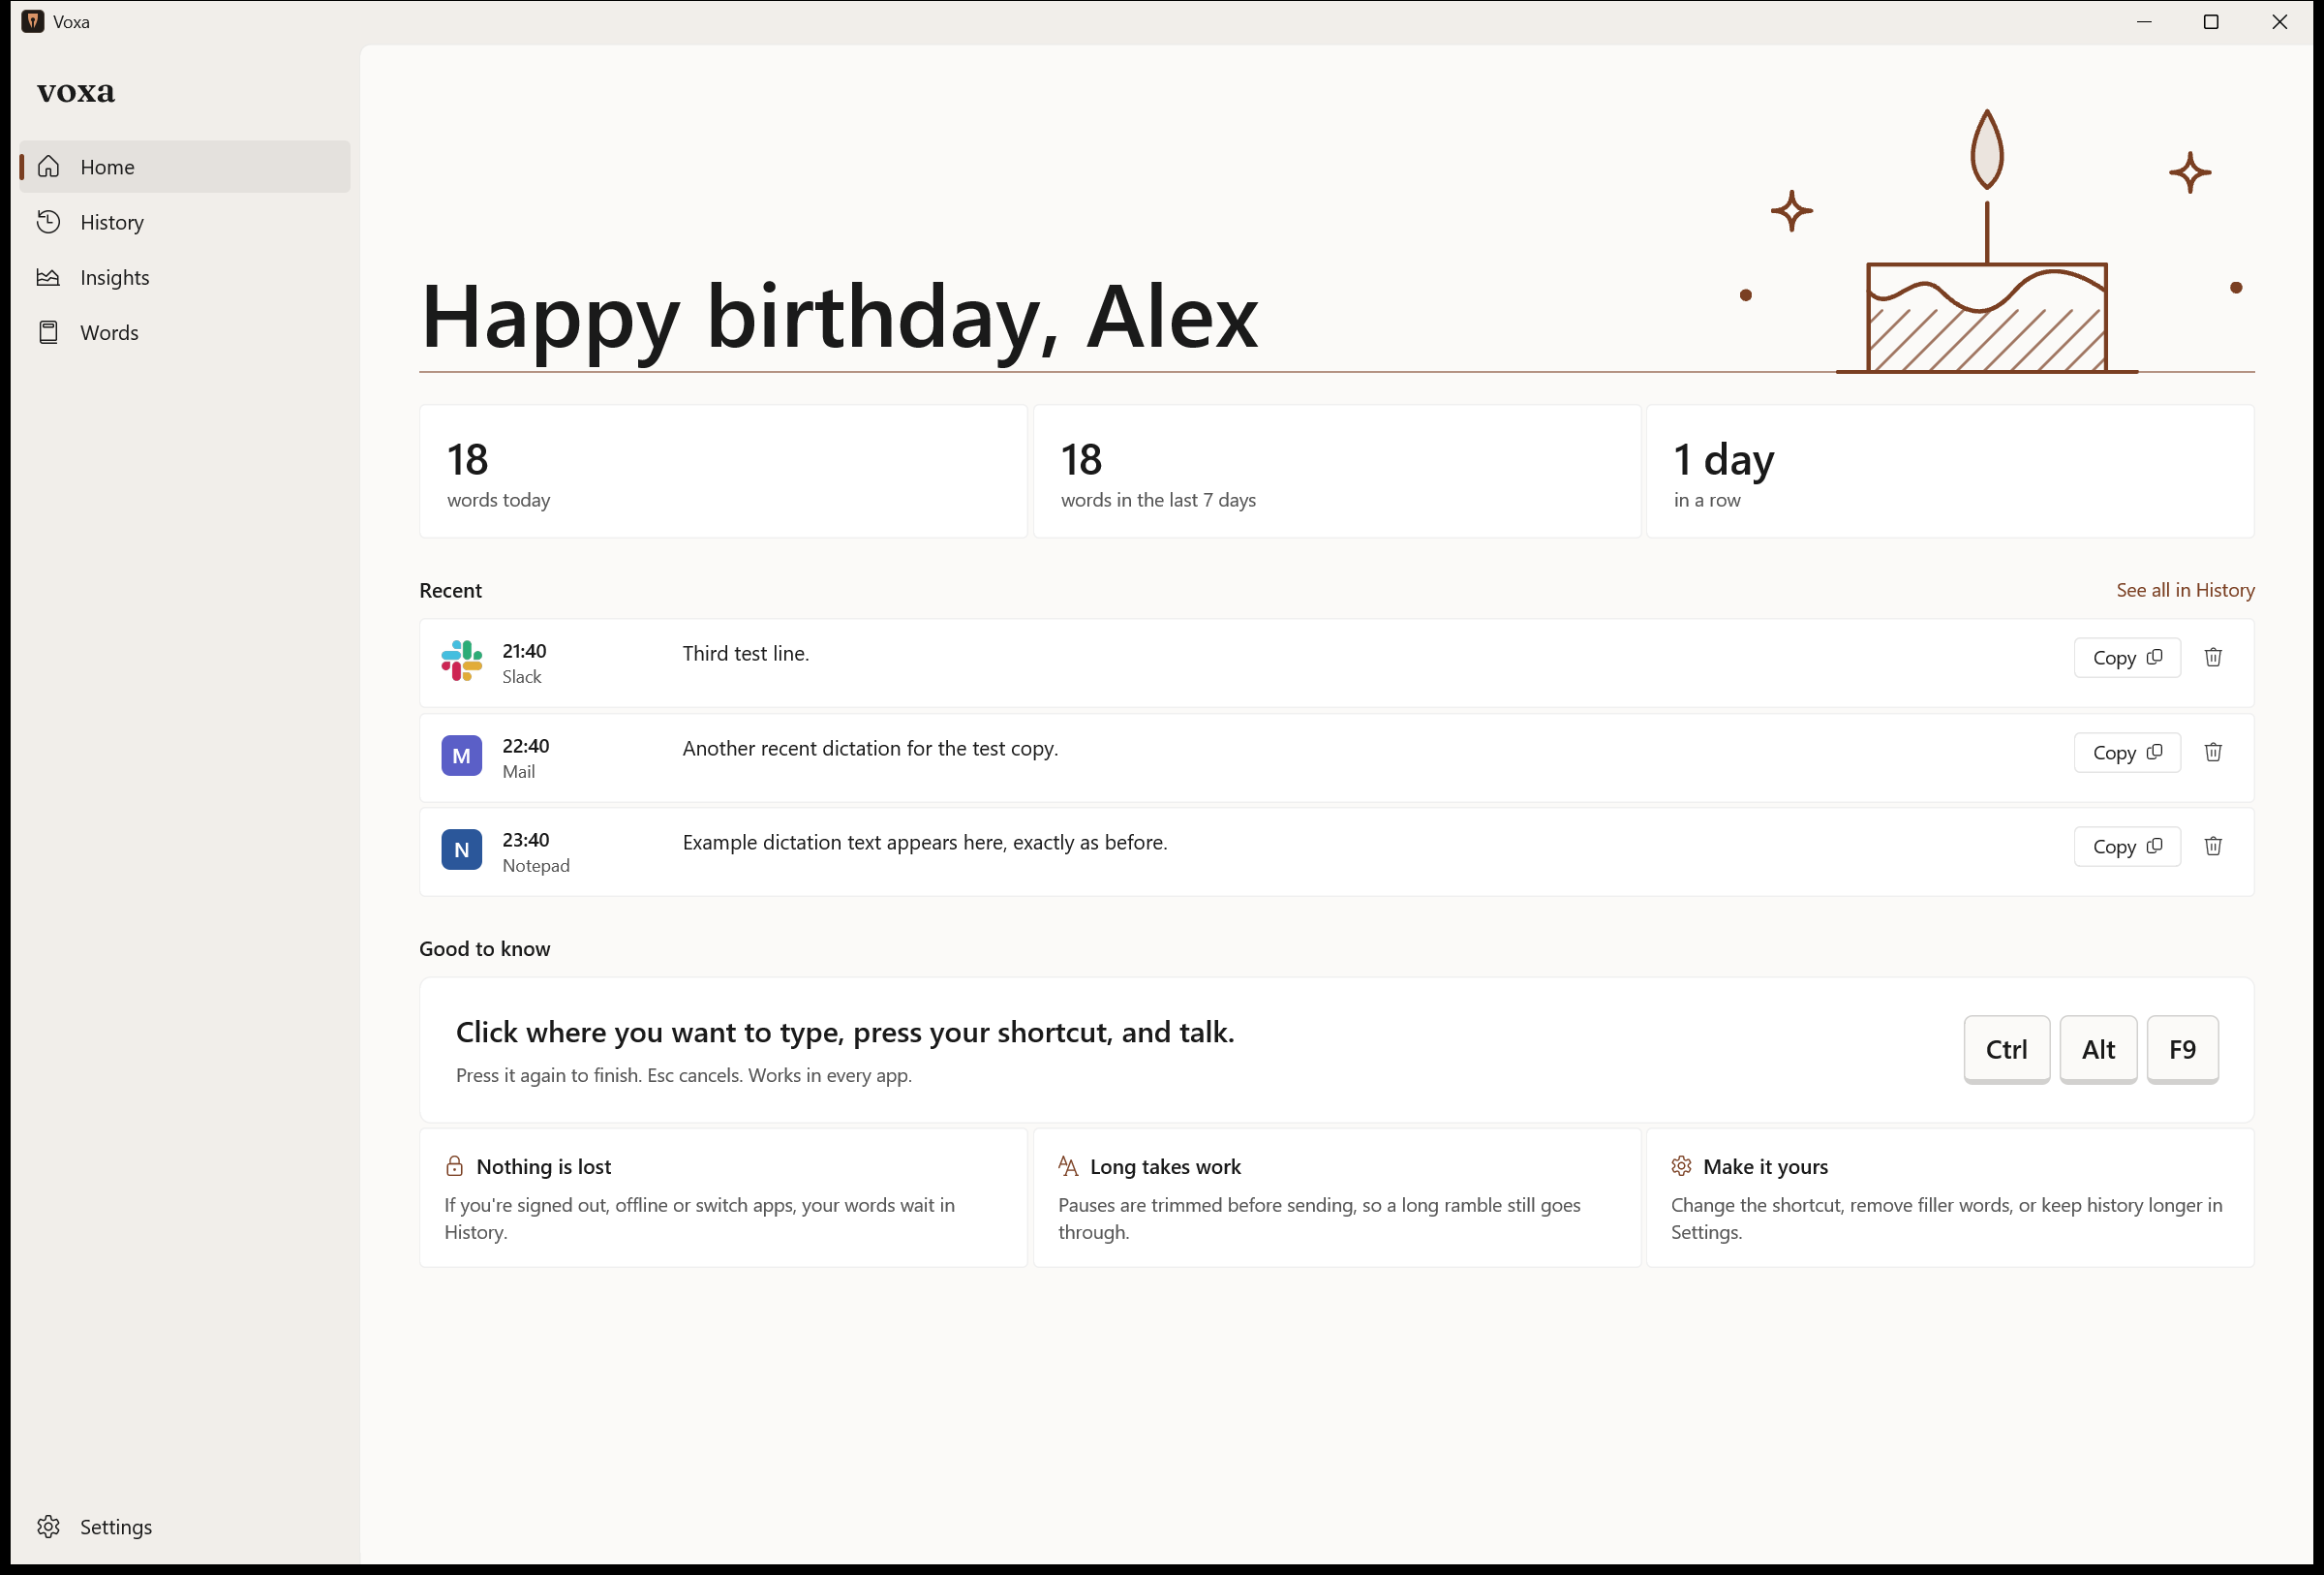 Voxa
voxa
Home
History
Insights
Words
Settings
Happy birthday, Alex
18
words today
18
words in the last 7 days
1 day
in a row
Recent
See all in History
21:40
Slack
Third test line.
Copy
M
22:40
Mail
Another recent dictation for the test copy.
Copy
N
23:40
Notepad
Example dictation text appears here, exactly as before.
Copy
Good to know
Click where you want to type, press your shortcut, and talk.
Press it again to finish. Esc cancels. Works in every app.
Ctrl
Alt
F9
Nothing is lost
If you're signed out, offline or switch apps, your words wait in
History.
Long takes work
Pauses are trimmed before sending, so a long ramble still goes
through.
Make it yours
Change the shortcut, remove filler words, or keep history longer in
Settings.